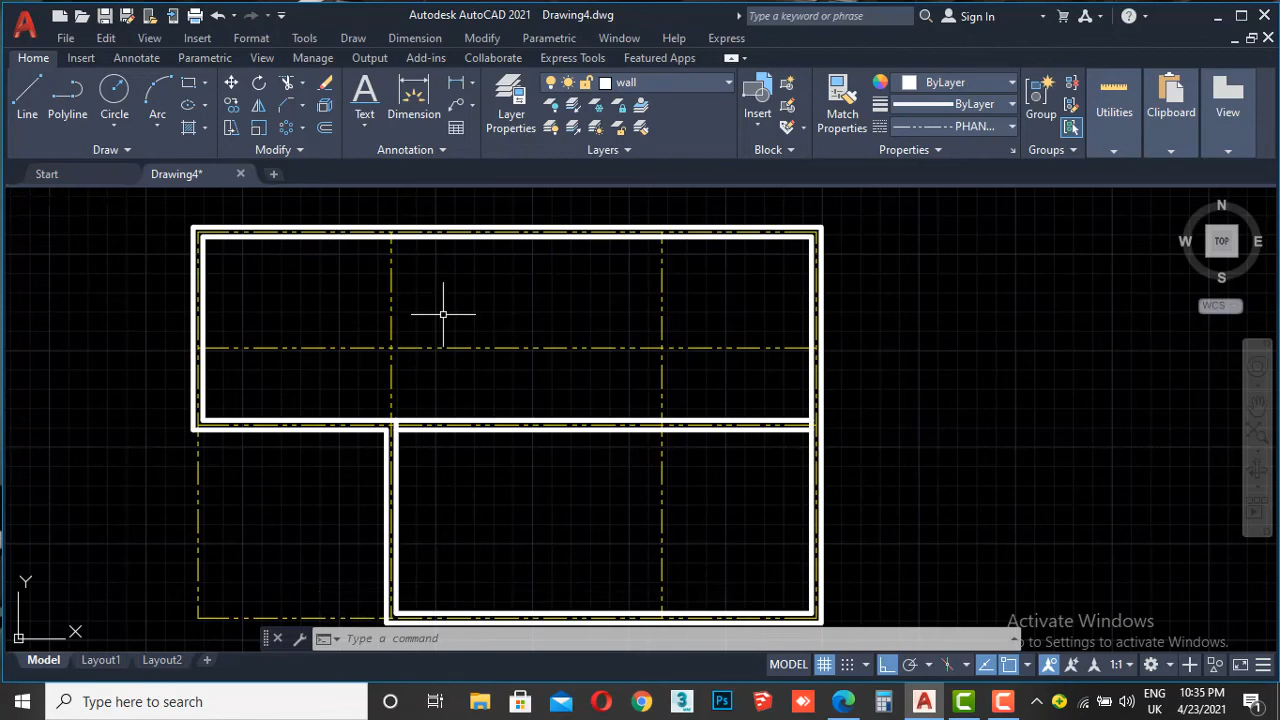 Autodesk AutoCAD 2021 Drawing4.dwg
Type a keyword or phrase
Sign In
File Edit View Insert Format Tools Draw Dimension Modify Parametric Window Help Express
Home Insert Annotate Parametric View Manage Output Add-ins Collaborate Express Tools Featured Apps
Line
Polyline
Circle
Arc
Draw
Modify
Text
Dimension
Annotation
Layer
Properties
wall
Layers
Insert
Block
Match
Properties
ByLayer
ByLayer
PHAN...
Properties
Group
Groups
Utilities
Clipboard
View
Start
Drawing4*
N
W TOP E
S
WCS
Y
X
Activate Windows
to Settings to activate Windows.
Type a command
Model Layout1 Layout2
MODEL
1:1
Type here to search
3
Ps
ENG
UK
10:35 PM
4/23/2021
1